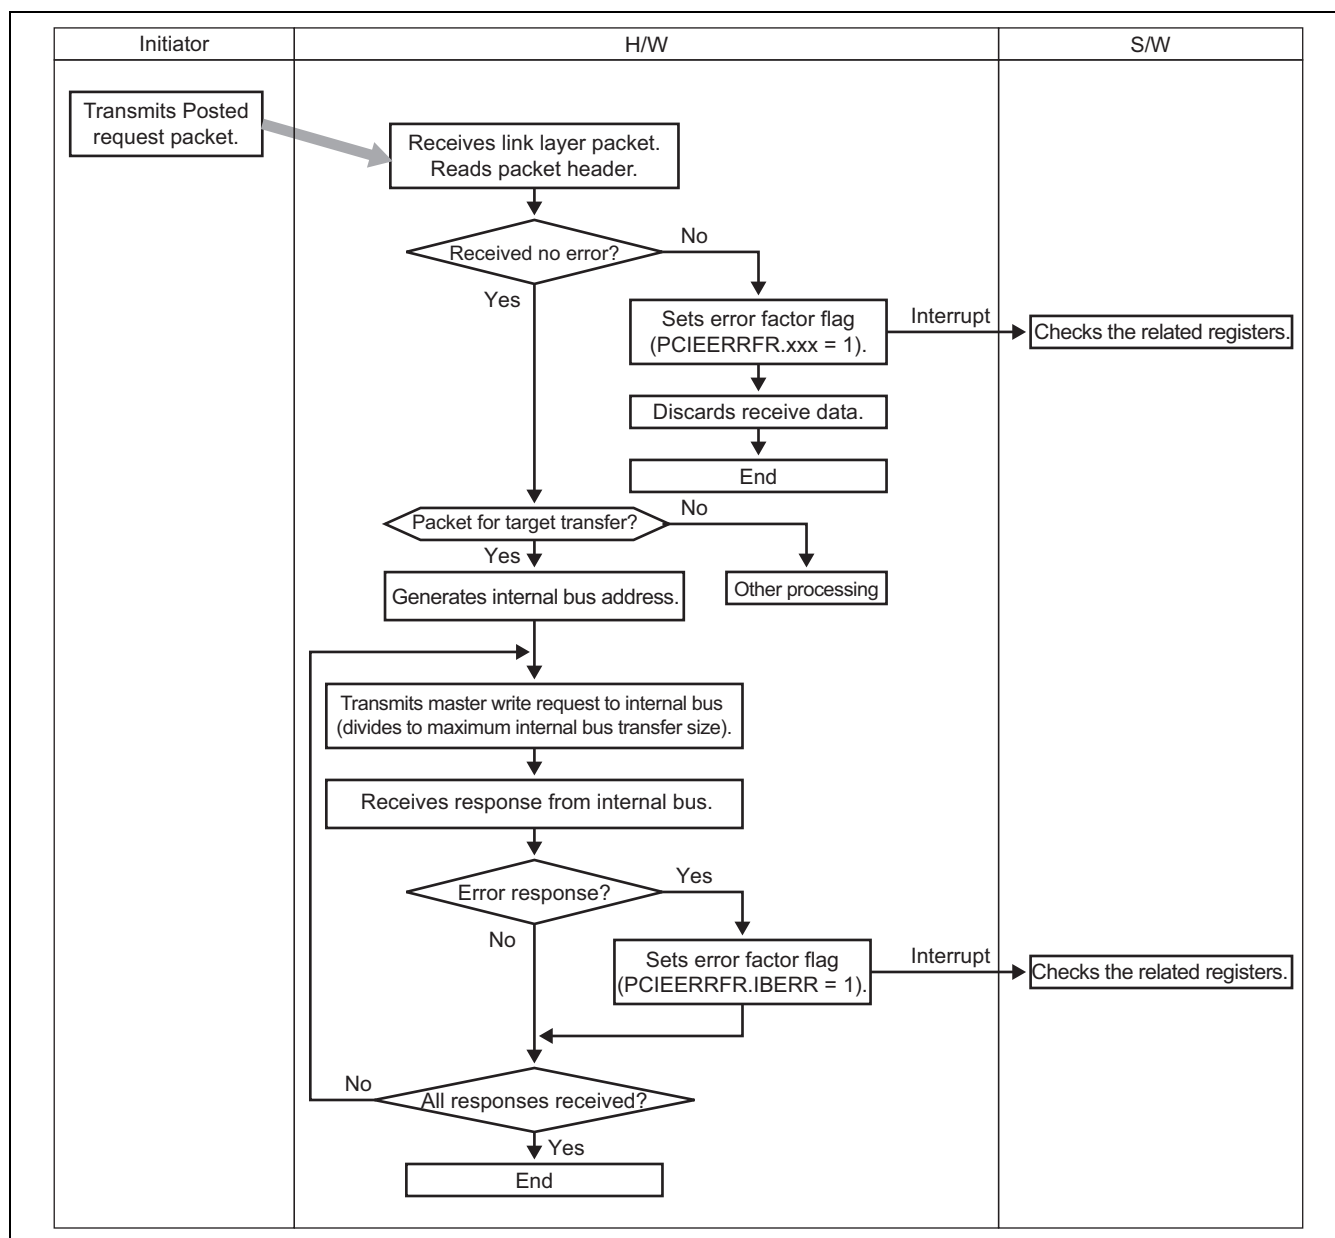 Initiator
H/W
S/W
Transmits Posted
request packet.
Receives link layer packet.
Reads packet header.
Received no error?
No
Yes
Sets error factor flag
(PCIEERRFR.xxx = 1).
Interrupt
Checks the related registers.
Discards receive data.
End
Packet for target transfer?
No
Yes
Generates internal bus address.
Other processing
Transmits master write request to internal bus
(divides to maximum internal bus transfer size).
Receives response from internal bus.
Error response?
Yes
No
Sets error factor flag
(PCIEERRFR.IBERR = 1).
Interrupt
Checks the related registers.
No
All responses received?
Yes
End